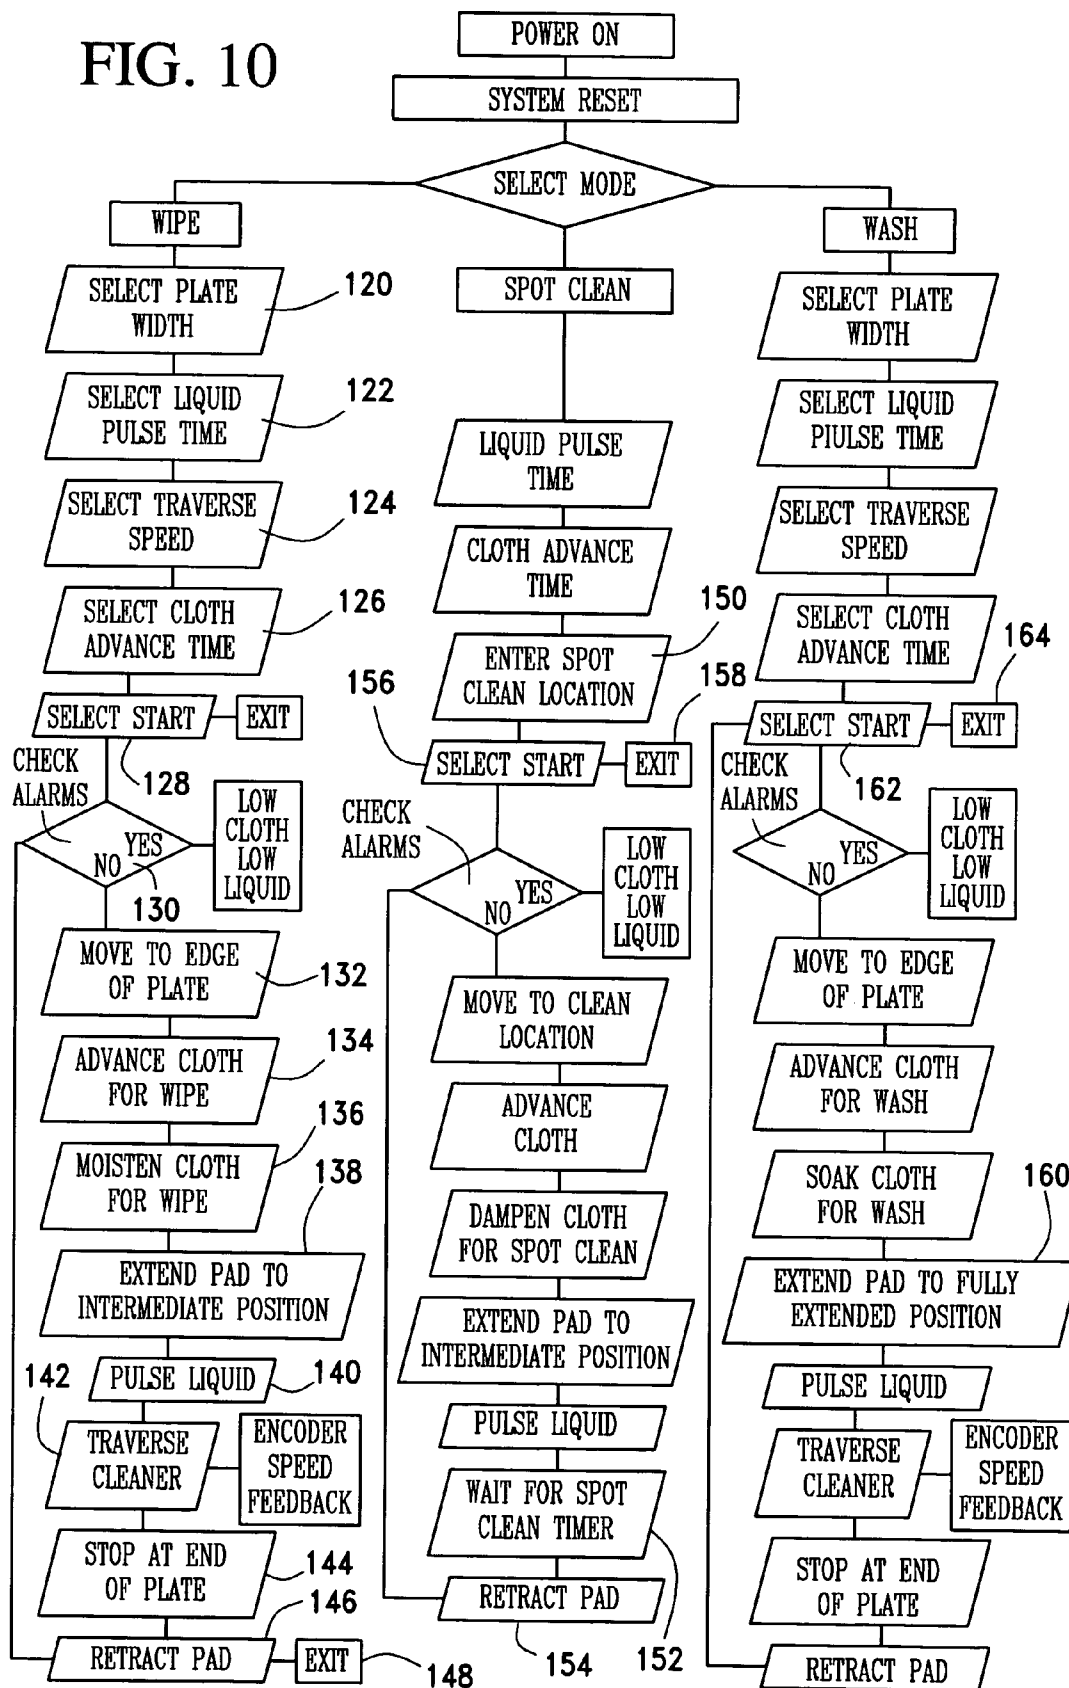 FIG. 10
POWER ON
SYSTEM RESET
SELECT MODE
WIPE
SELECT PLATE
WIDTH
120
SELECT LIQUID
PULSE TIME
122
SELECT TRAVERSE
SPEED
124
SELECT CLOTH
ADVANCE TIME
126
SELECT START
EXIT
128
CHECK
ALARMS
YES
NO
130
LOW
CLOTH
LOW
LIQUID
MOVE TO EDGE
OF PLATE
132
ADVANCE CLOTH
FOR WIPE
134
MOISTEN CLOTH
FOR WIPE
136
138
EXTEND PAD TO
INTERMEDIATE POSITION
PULSE LIQUID
140
142
TRAVERSE
CLEANER
ENCODER
SPEED
FEEDBACK
STOP AT END
OF PLATE
144
146
RETRACT PAD
EXIT
148
SPOT CLEAN
LIQUID PULSE
TIME
CLOTH ADVANCE
TIME
150
ENTER SPOT
CLEAN LOCATION
156
158
SELECT START
EXIT
CHECK
ALARMS
YES
NO
LOW
CLOTH
LOW
LIQUID
MOVE TO CLEAN
LOCATION
ADVANCE
CLOTH
DAMPEN CLOTH
FOR SPOT CLEAN
EXTEND PAD TO
INTERMEDIATE POSITION
PULSE LIQUID
WAIT FOR SPOT
CLEAN TIMER
152
RETRACT PAD
154
WASH
SELECT PLATE
WIDTH
SELECT LIQUID
PIULSE TIME
SELECT TRAVERSE
SPEED
SELECT CLOTH
ADVANCE TIME
164
SELECT START
EXIT
162
CHECK
ALARMS
YES
NO
LOW
CLOTH
LOW
LIQUID
MOVE TO EDGE
OF PLATE
ADVANCE CLOTH
FOR WASH
SOAK CLOTH
FOR WASH
160
EXTEND PAD TO FULLY
EXTENDED POSITION
PULSE LIQUID
TRAVERSE
CLEANER
ENCODER
SPEED
FEEDBACK
STOP AT END
OF PLATE
RETRACT PAD